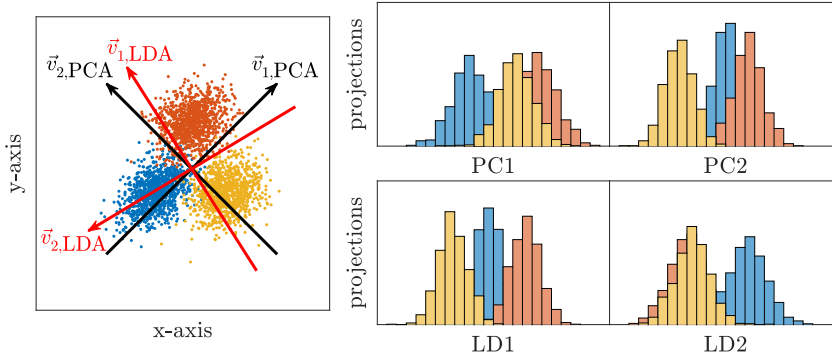 v⃗₁,LDA
v⃗₂,PCA
v⃗₁,PCA
v⃗₂,LDA
y-axis
x-axis
projections
PC1
PC2
projections
LD1
LD2